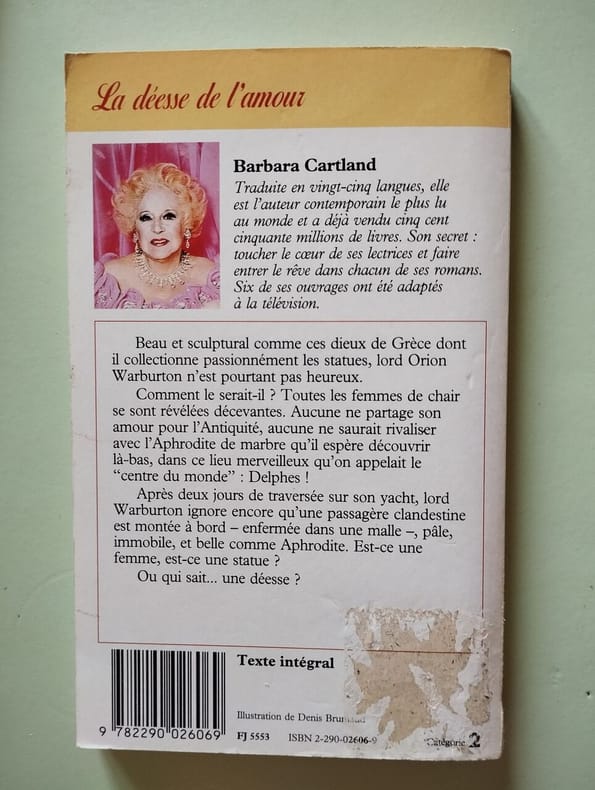 La déesse de l'amour
Barbara Cartland
Traduite en vingt-cinq langues, elle
est l'auteur contemporain le plus lu
au monde et a déjà vendu cinq cent
cinquante millions de livres. Son secret :
toucher le cœur de ses lectrices et faire
entrer le rêve dans chacun de ses romans.
Six de ses ouvrages ont été adaptés
à la télévision.
Beau et sculptural comme ces dieux de Grèce dont
il collectionne passionnément les statues, lord Orion
Warburton n'est pourtant pas heureux.
Comment le serait-il ? Toutes les femmes de chair
se sont révélées décevantes. Aucune ne partage son
amour pour l'Antiquité, aucune ne saurait rivaliser
avec l'Aphrodite de marbre qu'il espère découvrir
là-bas, dans ce lieu merveilleux qu'on appelait le
“centre du monde” : Delphes !
Après deux jours de traversée sur son yacht, lord
Warburton ignore encore qu'une passagère clandestine
est montée à bord – enfermée dans une malle –, pâle,
immobile, et belle comme Aphrodite. Est-ce une
femme, est-ce une statue ?
Ou qui sait... une déesse ?
Texte intégral
Illustration de Denis
9 782290 026069
FJ 5553 ISBN 2-290-02606-9
Catégorie 2